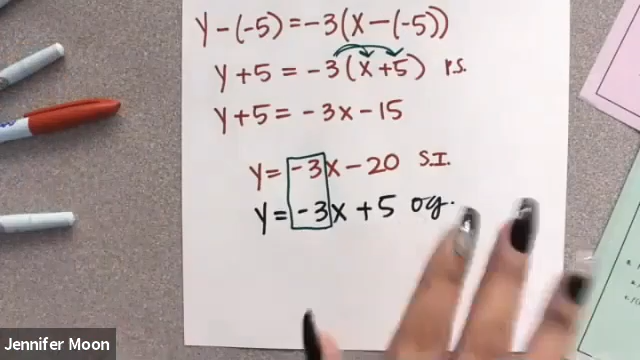 y-(-5)=-3(x-(-5))
y+5 = -3(x+5) P.S.
y+5 = -3x-15
y=-3x-20 S.I.
y=-3x+5 og.
Jennifer Moon